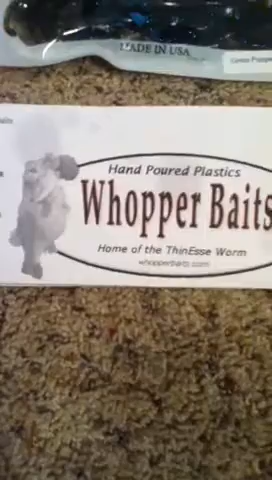 MADE IN USA
Hand Poured Plastics
Whopper Baits
Home of the ThinEsse Worm
whopperbaits.com